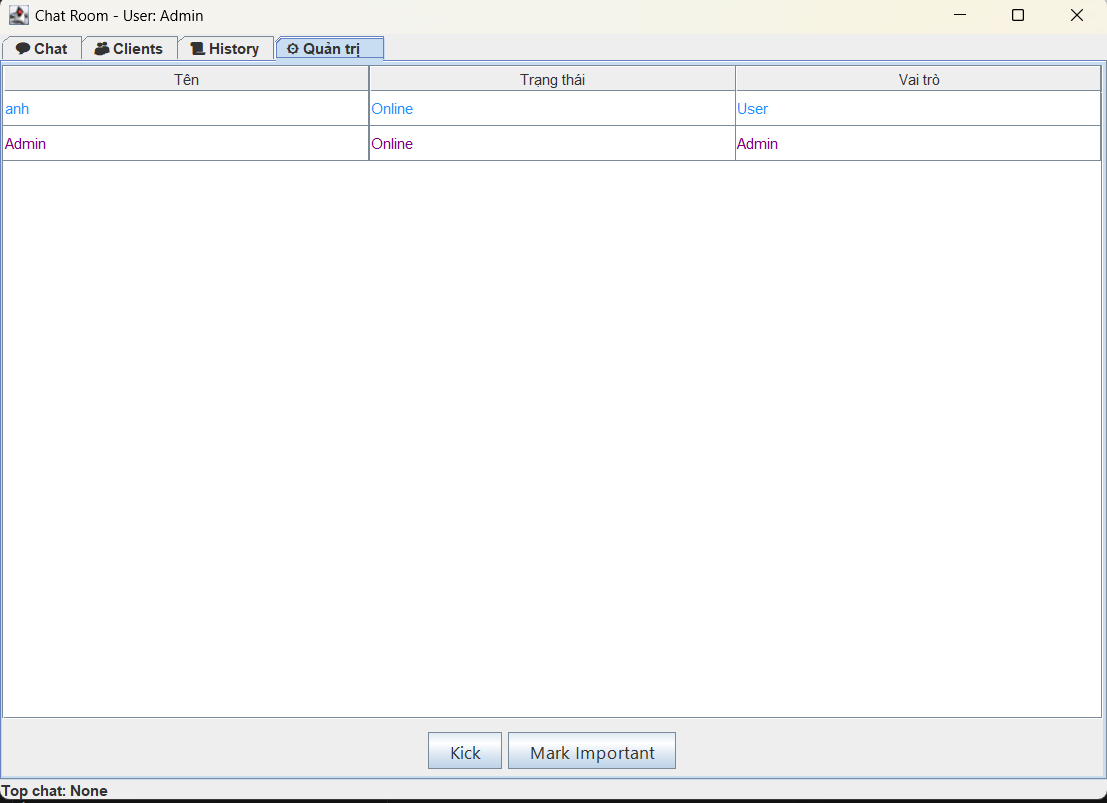 Chat Room - User: Admin
Chat Clients History Quản trị
Tên Trạng thái Vai trò
anh Online User
Admin Online Admin
Kick Mark Important
Top chat: None